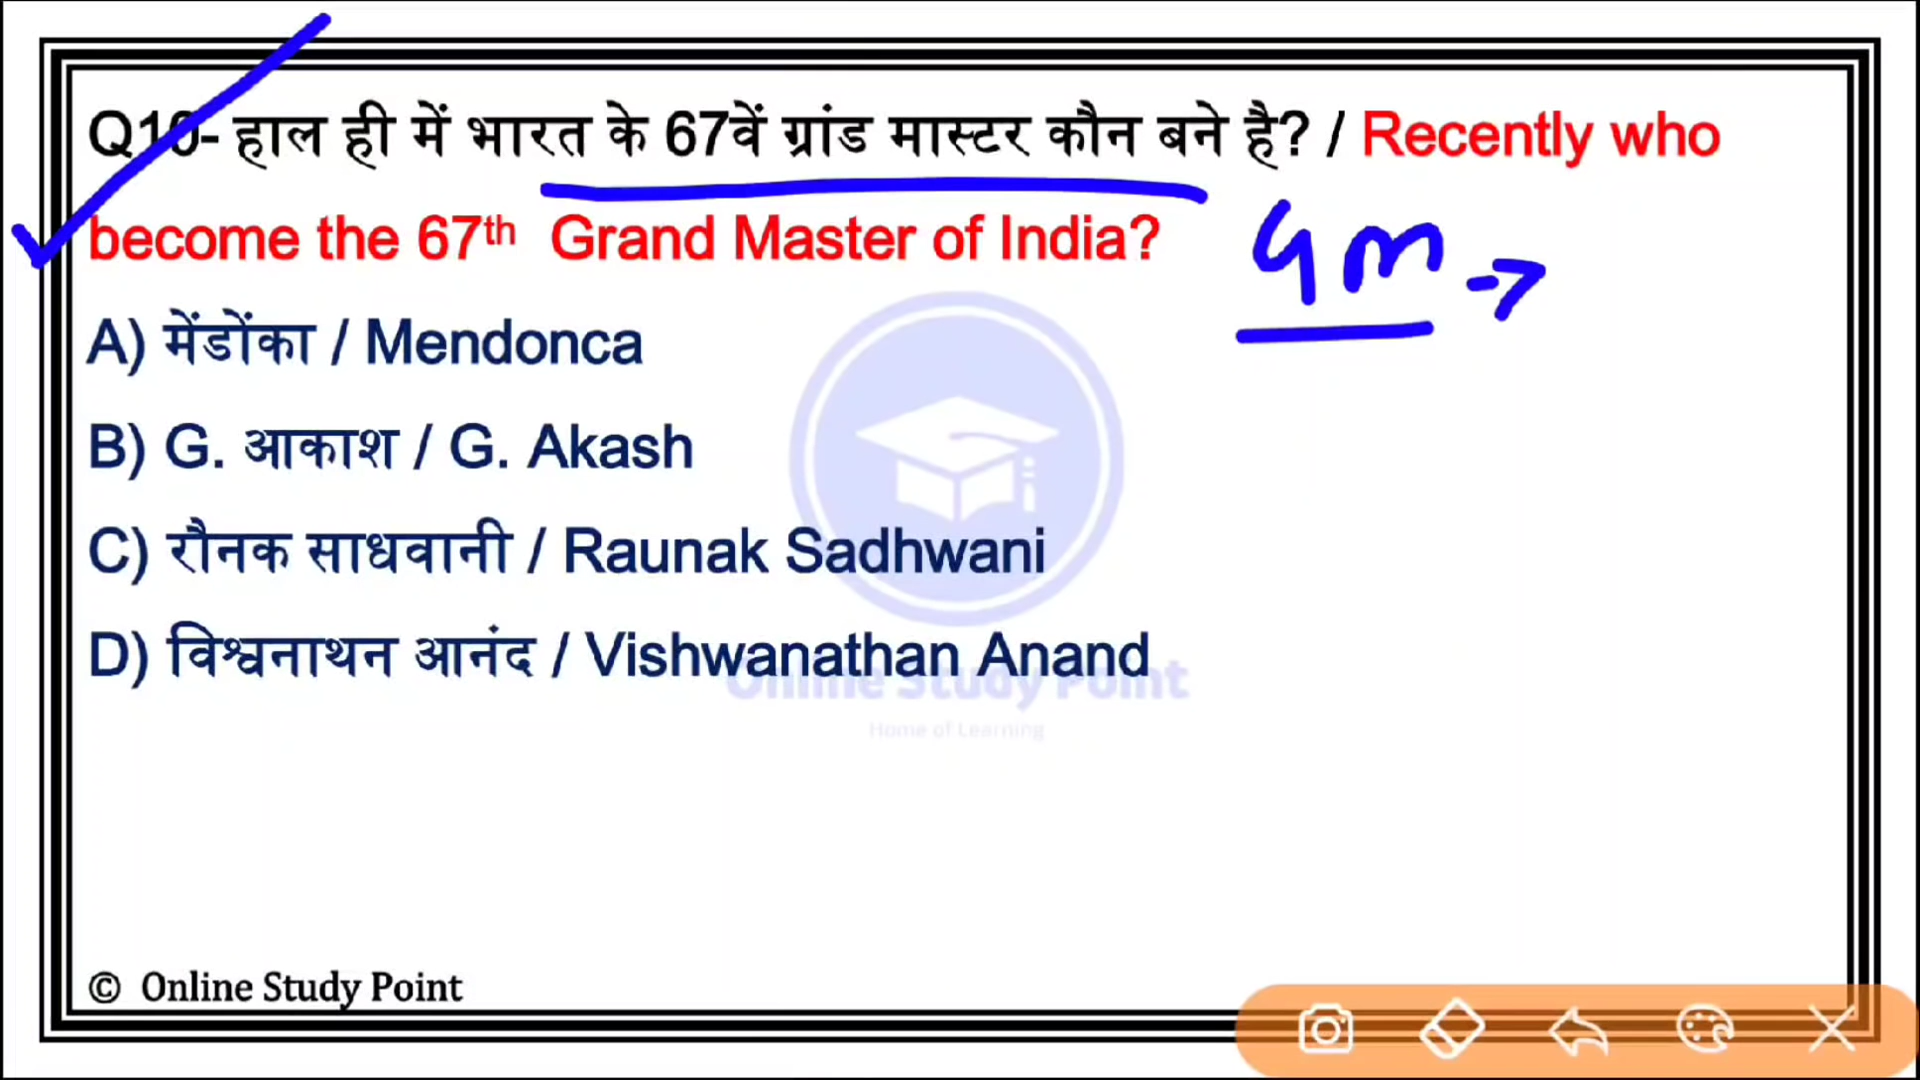 Q10- हाल ही में भारत के 67वें ग्रांड मास्टर कौन बने है? / Recently who
become the 67th Grand Master of India?
GM →
A) मेंडोंका / Mendonca
B) G. आकाश / G. Akash
C) रौनक साधवानी / Raunak Sadhwani
D) विश्वनाथन आनंद / Vishwanathan Anand
Online Study Point
Home of Learning
© Online Study Point